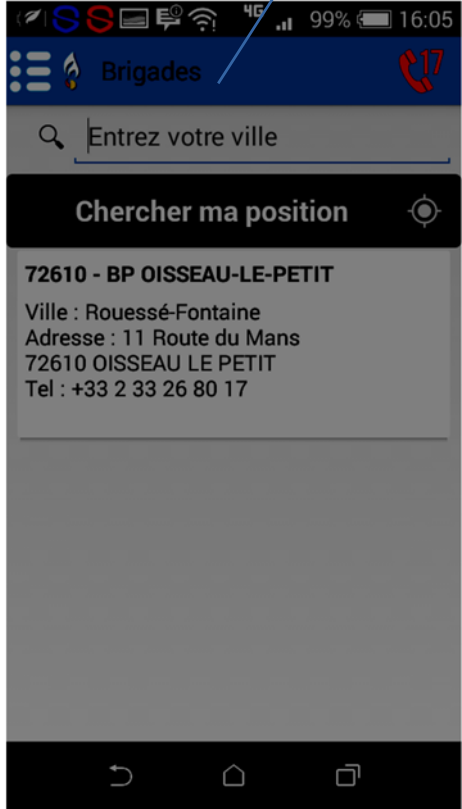 4G 99% 16:05
Brigades 17
Entrez votre ville
Chercher ma position
72610 - BP OISSEAU-LE-PETIT
Ville : Rouessé-Fontaine
Adresse : 11 Route du Mans
72610 OISSEAU LE PETIT
Tel : +33 2 33 26 80 17